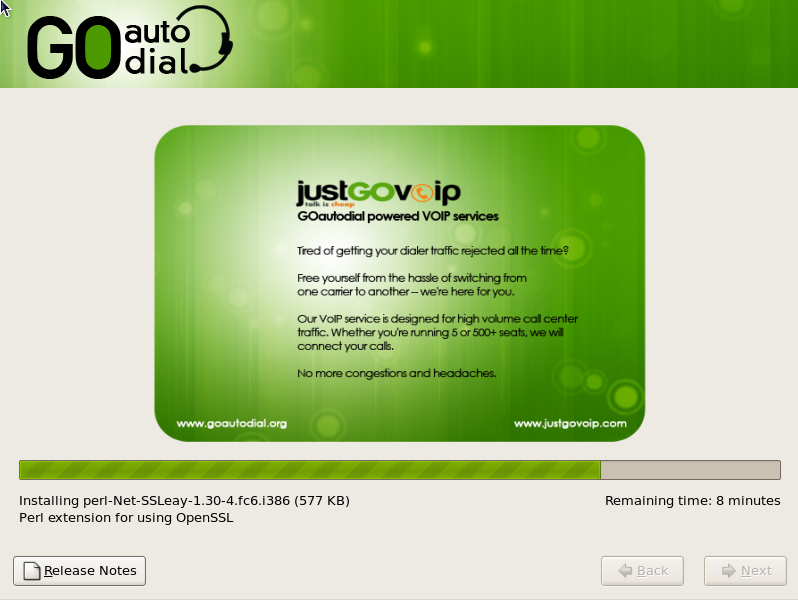 GO auto
dial
justGOvoip
talk is cheap
GOautodial powered VOIP services
Tired of getting your dialer traffic rejected all the time?
Free yourself from the hassle of switching from
one carrier to another – we're here for you.
Our VoIP service is designed for high volume call center
traffic. Whether you're running 5 or 500+ seats, we will
connect your calls.
No more congestions and headaches.
www.goautodial.org www.justgovoip.com
Installing perl-Net-SSLeay-1.30-4.fc6.i386 (577 KB) Remaining time: 8 minutes
Perl extension for using OpenSSL
Release Notes Back Next